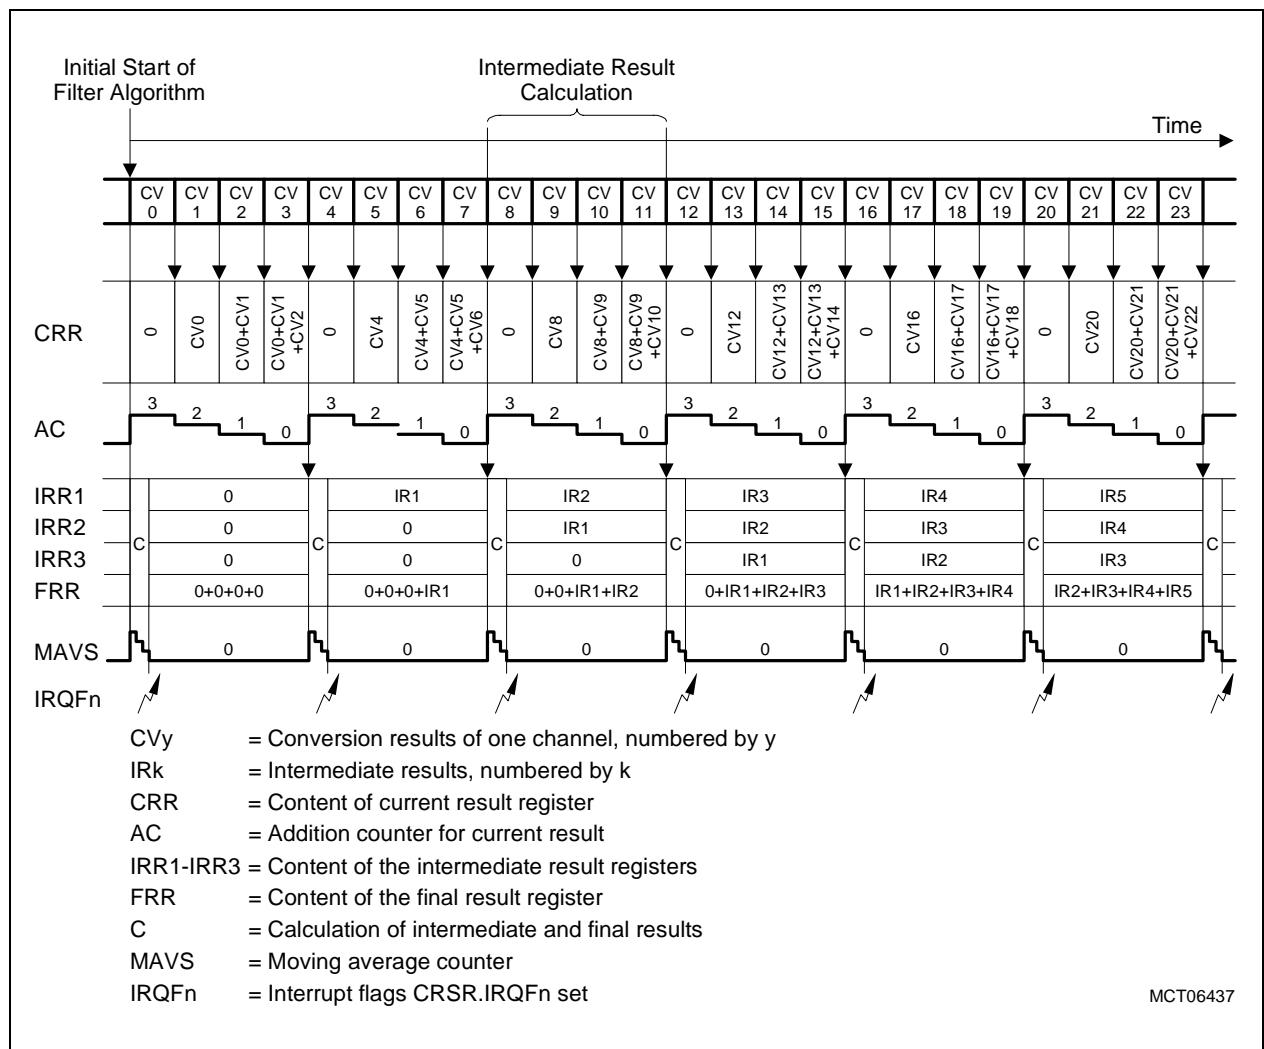 Initial Start of
Filter Algorithm
Intermediate Result
Calculation
Time
CV 0 CV 1 CV 2 CV 3 CV 4 CV 5 CV 6 CV 7 CV 8 CV 9 CV 10 CV 11 CV 12 CV 13 CV 14 CV 15 CV 16 CV 17 CV 18 CV 19 CV 20 CV 21 CV 22 CV 23
CRR 0 CV0 CV0+CV1 CV0+CV1+CV2 0 CV4 CV4+CV5 CV4+CV5+CV6 0 CV8 CV8+CV9 CV8+CV9+CV10 0 CV12 CV12+CV13 CV12+CV13+CV14 0 CV16 CV16+CV17 CV16+CV17+CV18 0 CV20 CV20+CV21 CV20+CV21+CV22
AC 3 2 1 0 3 2 1 0 3 2 1 0 3 2 1 0 3 2 1 0 3 2 1 0
IRR1 0 IR1 IR2 IR3 IR4 IR5
IRR2 0 0 IR1 IR2 IR3 IR4
C C C C C C C
IRR3 0 0 0 IR1 IR2 IR3
FRR 0+0+0+0 0+0+0+IR1 0+0+IR1+IR2 0+IR1+IR2+IR3 IR1+IR2+IR3+IR4 IR2+IR3+IR4+IR5
MAVS 0 0 0 0 0 0
IRQFn
CVy = Conversion results of one channel, numbered by y
IRk = Intermediate results, numbered by k
CRR = Content of current result register
AC = Addition counter for current result
IRR1-IRR3 = Content of the intermediate result registers
FRR = Content of the final result register
C = Calculation of intermediate and final results
MAVS = Moving average counter
IRQFn = Interrupt flags CRSR.IRQFn set
MCT06437